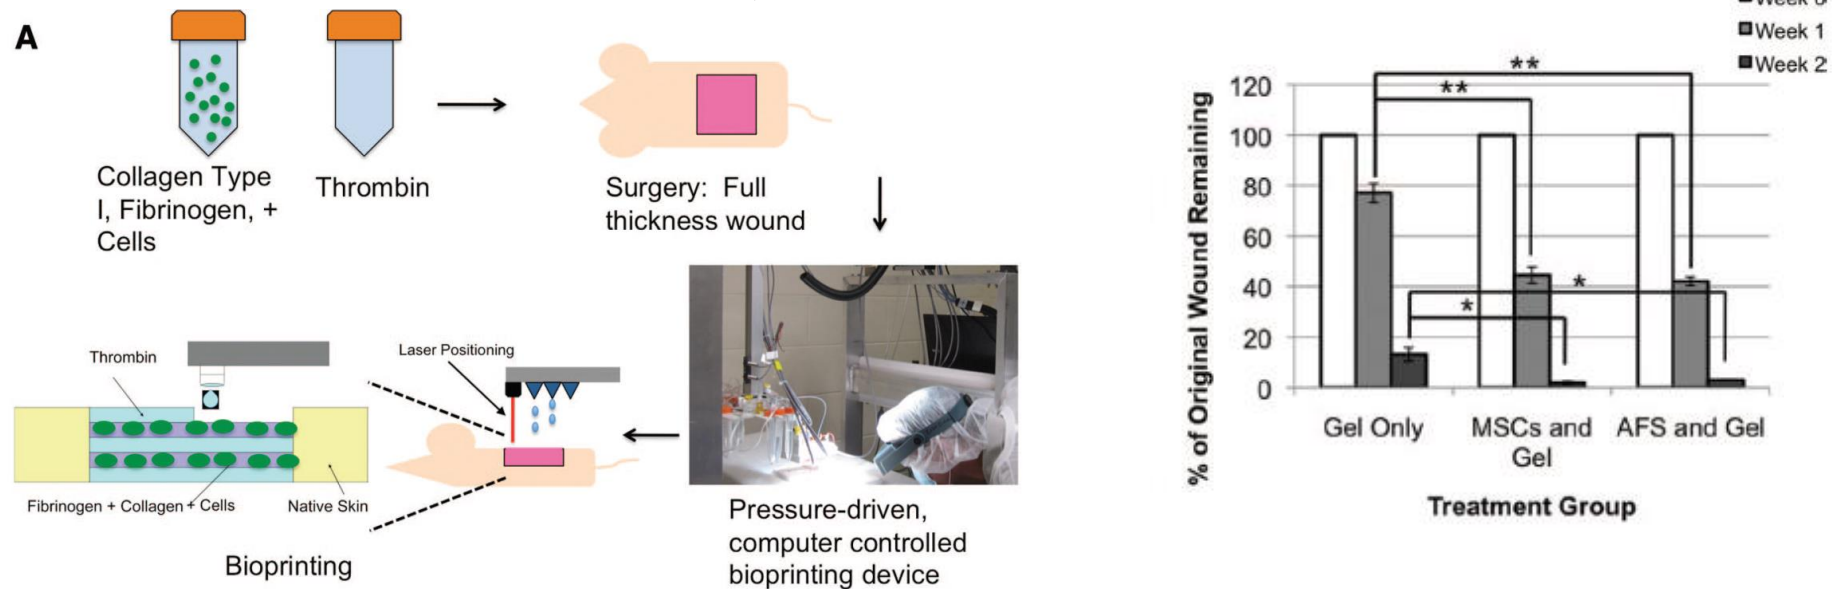 A
Collagen Type
I, Fibrinogen, +
Cells
Thrombin
Surgery: Full
thickness wound
Thrombin
Laser Positioning
Fibrinogen + Collagen + Cells
Native Skin
Bioprinting
Pressure-driven,
computer controlled
bioprinting device
Week 1
Week 2
% of Original Wound Remaining
120
100
80
60
40
20
0
**
**
*
*
Gel Only
MSCs and
Gel
AFS and Gel
Treatment Group